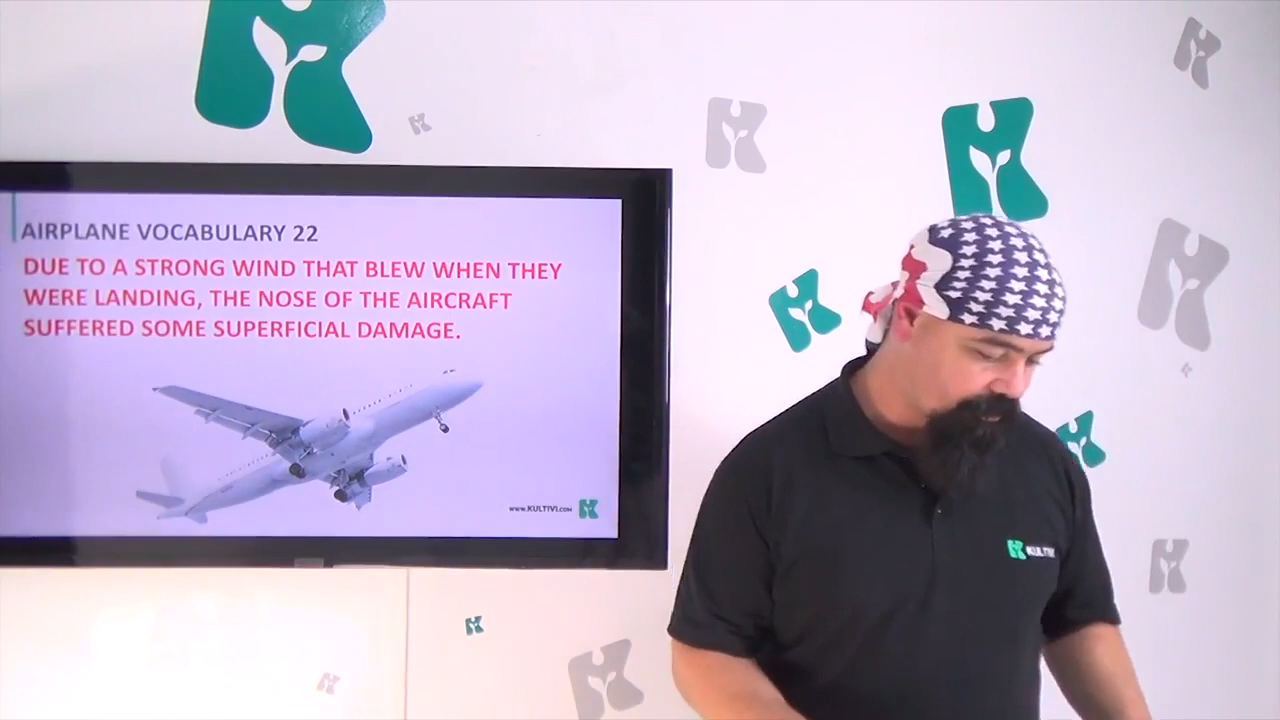 AIRPLANE VOCABULARY 22
DUE TO A STRONG WIND THAT BLEW WHEN THEY
WERE LANDING, THE NOSE OF THE AIRCRAFT
SUFFERED SOME SUPERFICIAL DAMAGE.
www.KULTIVI.com
KULTIVI